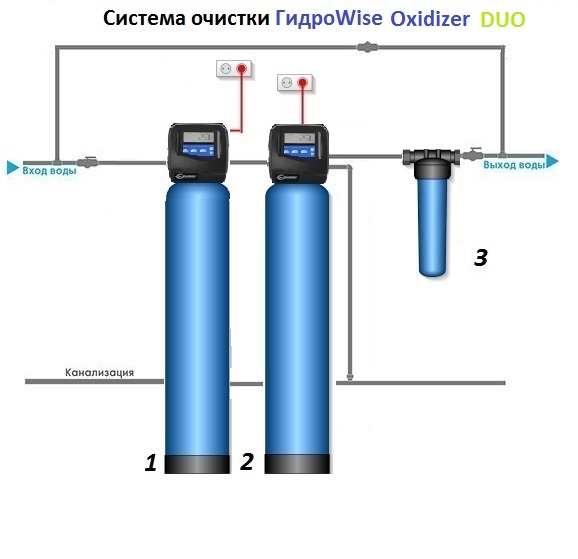 Система очистки ГидроWise Oxidizer DUO
Вход воды
Выход воды
3
Канализация
1
2